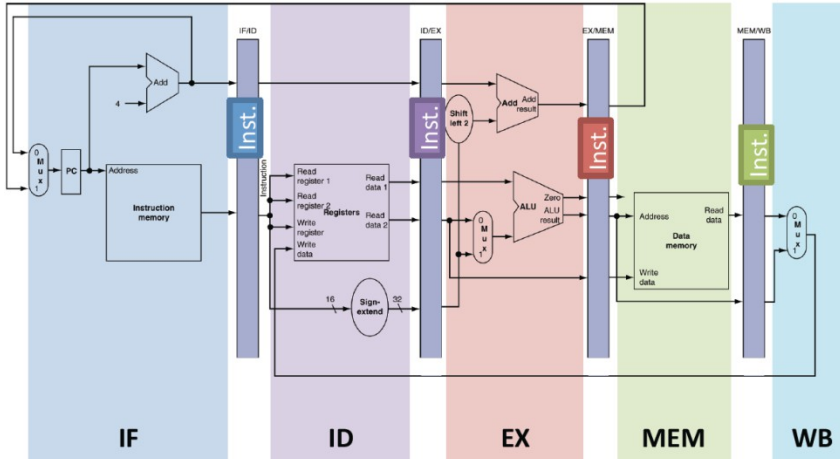 IF/ID
ID/EX
EX/MEM
MEM/WB
Add
4
Inst.
Inst.
Inst.
Inst.
Shift
left 2
Add
Add
result
0
M
u
x
1
PC
Address
Instruction
memory
Instruction
Read
register 1
Read
register 2
Write
register
Write
data
Registers
Read
data 1
Read
data 2
0
M
u
x
1
Zero
ALU
ALU
result
Address
Data
memory
Read
data
Write
data
0
M
u
x
1
16
Sign-
extend
32
IF
ID
EX
MEM
WB